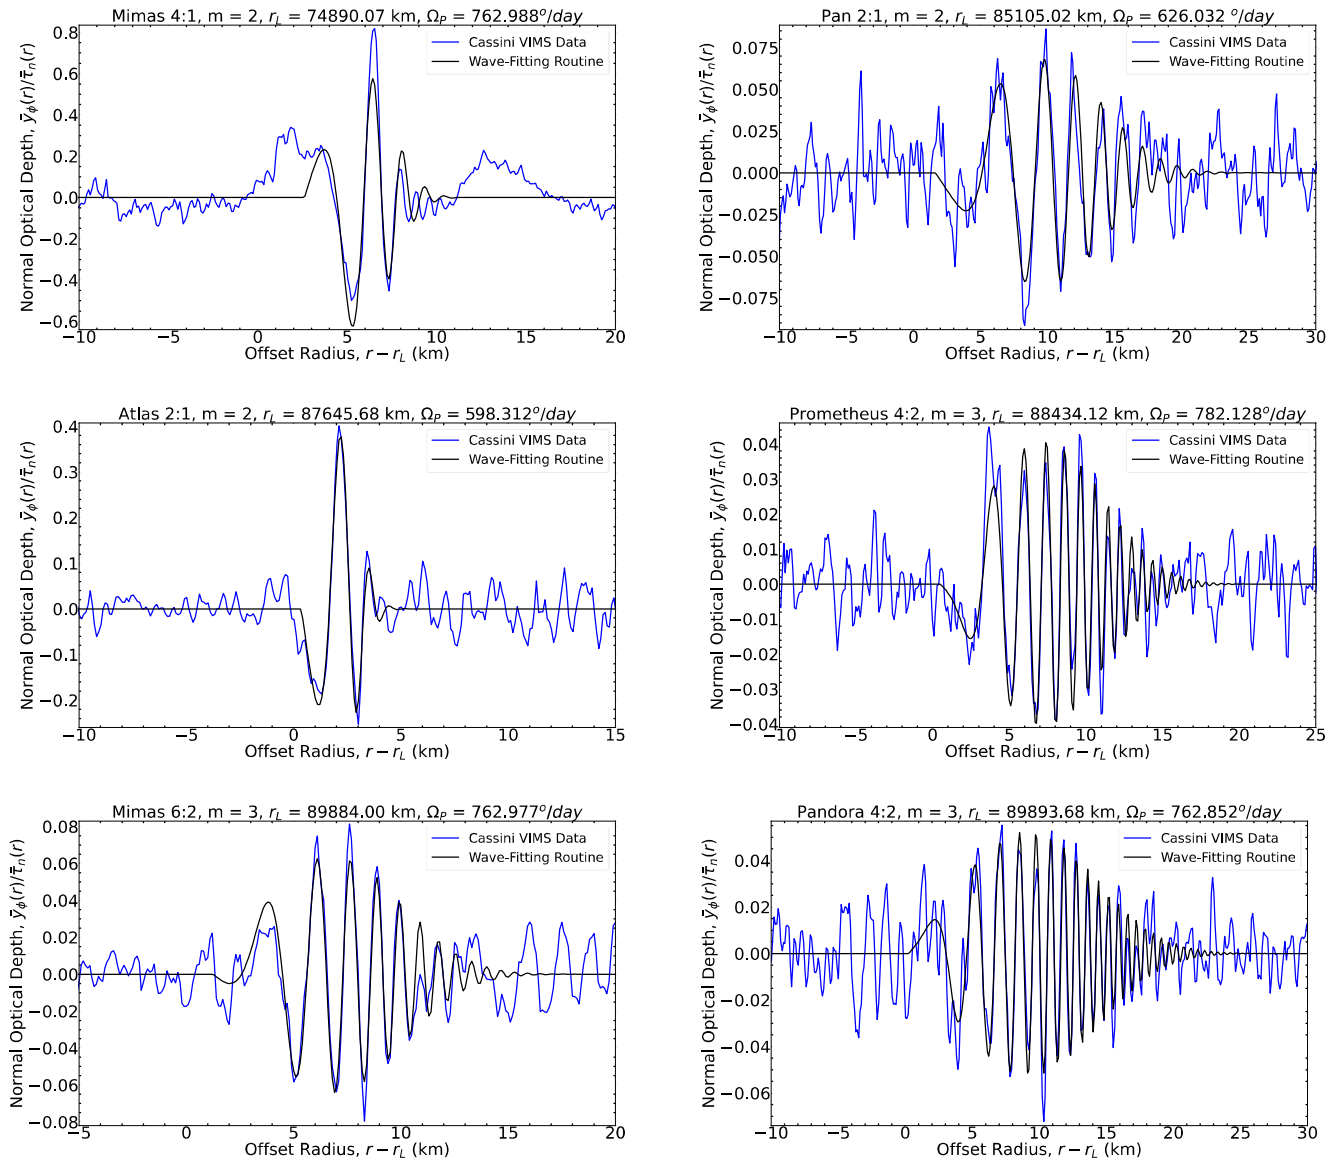 Mimas 4:1, m = 2, r_L = 74890.07 km, Ω_P = 762.988°/day
Normal Optical Depth, ȳ_ϕ(r)/τ̄_n(r)
0.8
0.6
0.4
0.2
0.0
−0.2
−0.4
−0.6
Cassini VIMS Data
Wave-Fitting Routine
−10 −5 0 5 10 15 20
Offset Radius, r − r_L (km)
Pan 2:1, m = 2, r_L = 85105.02 km, Ω_P = 626.032 °/day
Normal Optical Depth, ȳ_ϕ(r)/τ̄_n(r)
0.075
0.050
0.025
0.000
−0.025
−0.050
−0.075
Cassini VIMS Data
Wave-Fitting Routine
−10 −5 0 5 10 15 20 25 30
Offset Radius, r − r_L (km)
Atlas 2:1, m = 2, r_L = 87645.68 km, Ω_P = 598.312°/day
Normal Optical Depth, ȳ_ϕ(r)/τ̄_n(r)
0.4
0.3
0.2
0.1
0.0
−0.1
−0.2
Cassini VIMS Data
Wave-Fitting Routine
−10 −5 0 5 10 15
Offset Radius, r − r_L (km)
Prometheus 4:2, m = 3, r_L = 88434.12 km, Ω_P = 782.128°/day
Normal Optical Depth, ȳ_ϕ(r)/τ̄_n(r)
0.04
0.03
0.02
0.01
0.00
−0.01
−0.02
−0.03
−0.04
Cassini VIMS Data
Wave-Fitting Routine
−10 −5 0 5 10 15 20 25
Offset Radius, r − r_L (km)
Mimas 6:2, m = 3, r_L = 89884.00 km, Ω_P = 762.977°/day
Normal Optical Depth, ȳ_ϕ(r)/τ̄_n(r)
0.08
0.06
0.04
0.02
0.00
−0.02
−0.04
−0.06
−0.08
Cassini VIMS Data
Wave-Fitting Routine
−5 0 5 10 15 20
Offset Radius, r − r_L (km)
Pandora 4:2, m = 3, r_L = 89893.68 km, Ω_P = 762.852°/day
Normal Optical Depth, ȳ_ϕ(r)/τ̄_n(r)
0.04
0.02
0.00
−0.02
−0.04
−0.06
Cassini VIMS Data
Wave-Fitting Routine
−10 −5 0 5 10 15 20 25 30
Offset Radius, r − r_L (km)